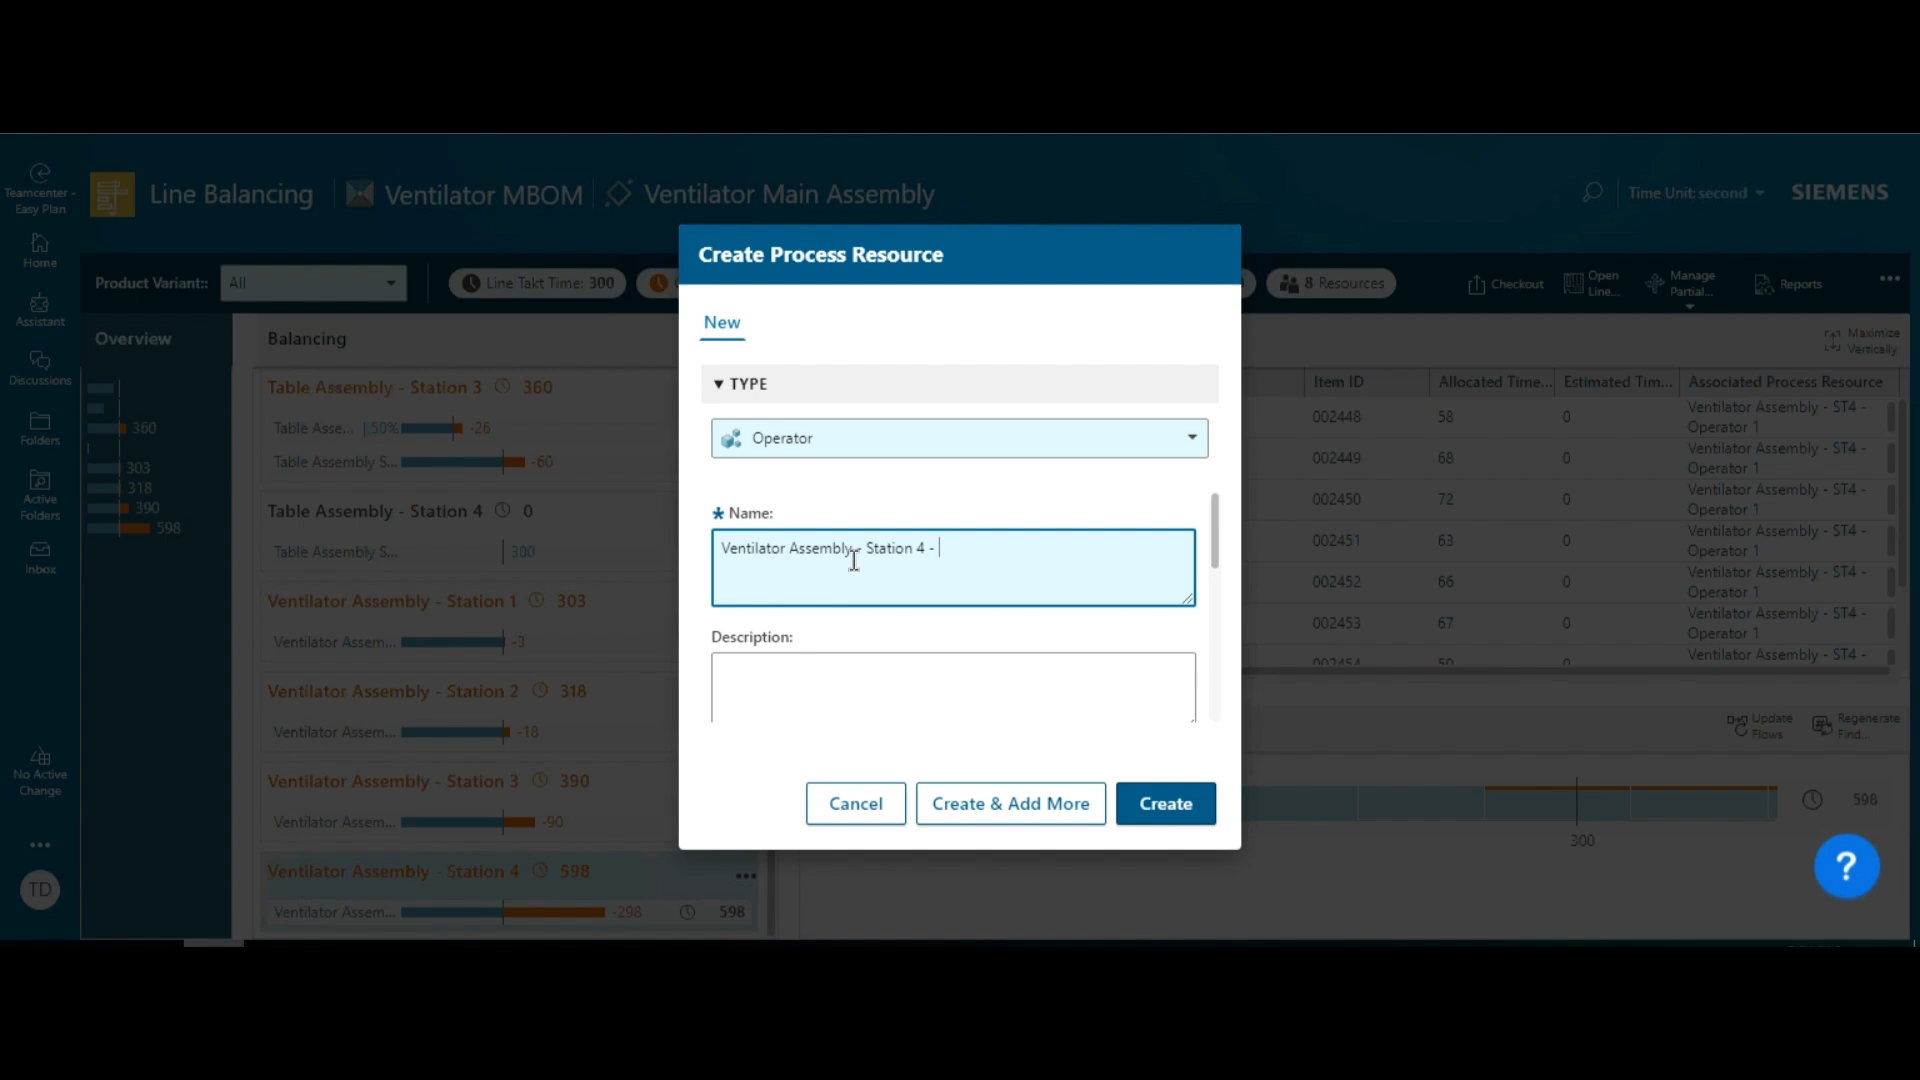 Teamcenter -
Easy Plan
Home
Assistant
Discussions
Folders
Active
Folders
Inbox
No Active
Change
TD
Line Balancing
Ventilator MBOM
Ventilator Main Assembly
Time Unit: second
SIEMENS
Product Variant::
All
Line Takt Time: 300
8 Resources
Checkout
Open
Line...
Manage
Partial...
Reports
Overview
360
303
318
390
598
Balancing
Table Assembly - Station 3 360
Table Asse... 50% -26
Table Assembly S... -60
Table Assembly - Station 4 0
Table Assembly S... 300
Ventilator Assembly - Station 1 303
Ventilator Assem... -3
Ventilator Assembly - Station 2 318
Ventilator Assem... -18
Ventilator Assembly - Station 3 390
Ventilator Assem... -90
Ventilator Assembly - Station 4 598
Ventilator Assem... -298 598
Create Process Resource
New
TYPE
Operator
* Name:
Ventilator Assembly - Station 4 -
Description:
Cancel
Create & Add More
Create
Maximize
Vertically
Item ID Allocated Time... Estimated Tim... Associated Process Resource
002448 58 0 Ventilator Assembly - ST4 -
Operator 1
002449 68 0 Ventilator Assembly - ST4 -
Operator 1
002450 72 0 Ventilator Assembly - ST4 -
Operator 1
002451 63 0 Ventilator Assembly - ST4 -
Operator 1
002452 66 0 Ventilator Assembly - ST4 -
Operator 1
002453 67 0 Ventilator Assembly - ST4 -
Operator 1
002454 50 0 Ventilator Assembly - ST4 -
Update
Flows
Regenerate
Find...
598
300
?